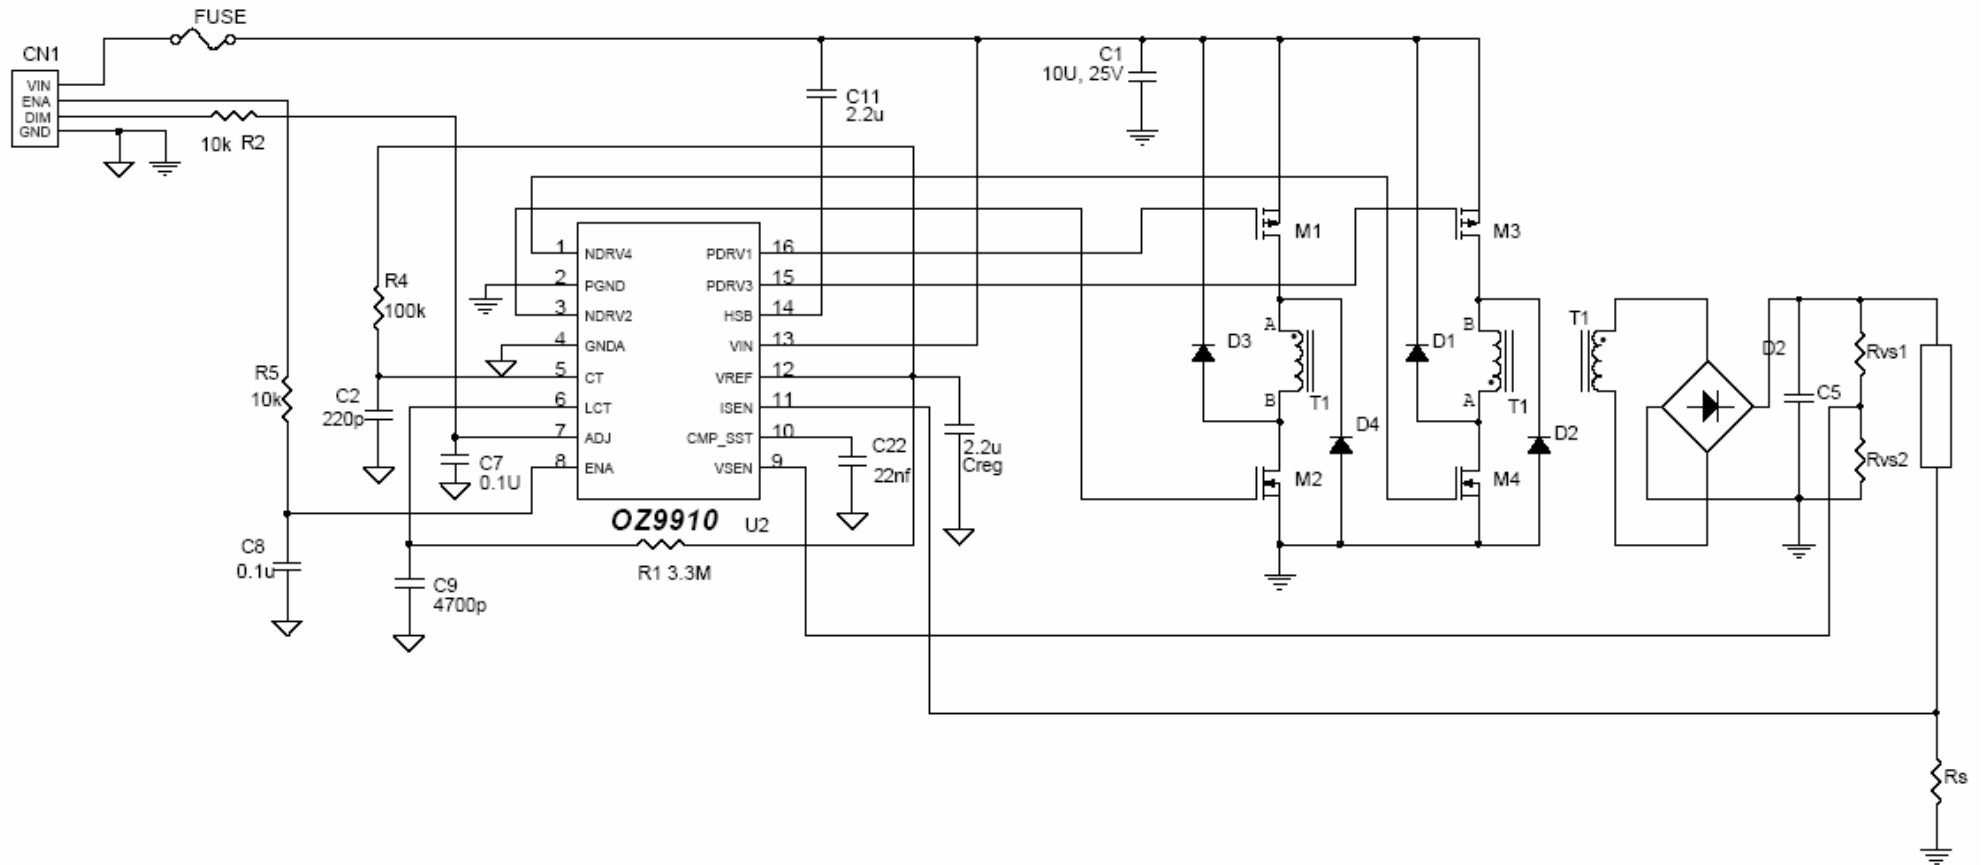 FUSE
CN1
VIN
ENA
DIM
GND
10k R2
C11
2.2u
C1
10U, 25V
R4
100k
R5
10k
C2
220p
1 NDRV4
2 PGND
3 NDRV2
4 GNDA
5 CT
6 LCT
7 ADJ
8 ENA
PDRV1 16
PDRV3 15
HSB 14
VIN 13
VREF 12
ISEN 11
CMP_SST 10
VSEN 9
OZ9910 U2
C7
0.1U
C22
22nf
2.2u
Creg
C8
0.1u
R1 3.3M
C9
4700p
M1
M3
D3
A
B
T1
D4
M2
D1
B
A
T1
D2
M4
T1
D2
C5
Rvs1
Rvs2
Rs